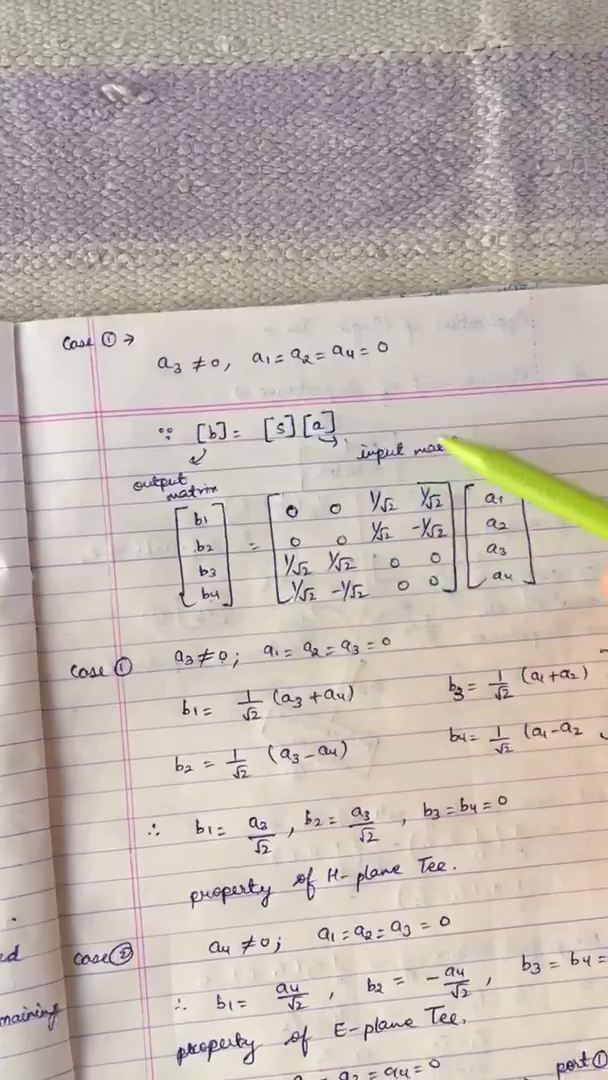 Case ① →
a3 ≠ 0, a1 = a2 = a4 = 0
∵ [b] = [S][a]
→ input
output matrix
[b1 b2 b3 b4] = [0 0 1/√2 1/√2; 0 0 1/√2 -1/√2; 1/√2 1/√2 0 0; 1/√2 -1/√2 0 0] [a1 a2 a3 a4]
Case ① a3 ≠ 0; a1 = a2 = a3 = 0
b1 = 1/√2 (a3 + a4) b3 = 1/√2 (a1 + a2)
b2 = 1/√2 (a3 - a4) b4 = 1/√2 (a1 - a2
∴ b1 = a3/√2, b2 = a3/√2, b3 = b4 = 0
property of H-plane Tee.
Case ② a4 ≠ 0; a1 = a2 = a3 = 0
∴ b1 = a4/√2, b2 = -a4/√2, b3 = b4 =
property of E-plane Tee.
a2 = a4 = 0
port ①